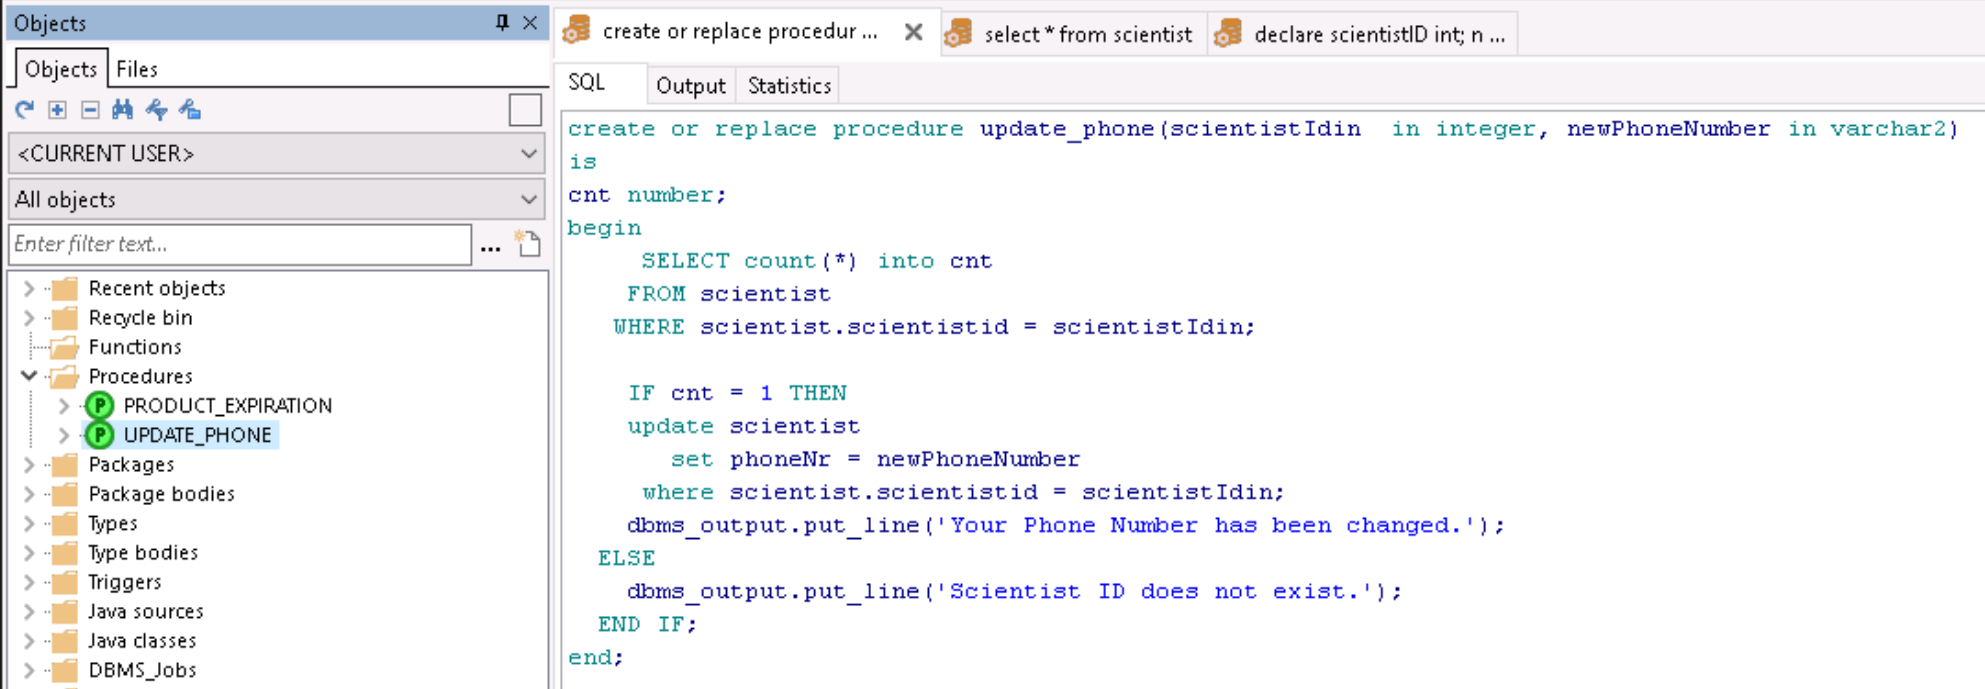 Objects
Objects
Files
<CURRENT USER>
All objects
Enter filter text...
...
Recent objects
Recycle bin
Functions
Procedures
PRODUCT_EXPIRATION
UPDATE_PHONE
Packages
Package bodies
Types
Type bodies
Triggers
Java sources
Java classes
DBMS_Jobs
create or replace procedur ...
select * from scientist
declare scientistID int; n ...
SQL
Output
Statistics
create or replace procedure update_phone(scientistIdin  in integer, newPhoneNumber in varchar2)
is
cnt number;
begin
     SELECT count(*) into cnt
    FROM scientist
   WHERE scientist.scientistid = scientistIdin;
    IF cnt = 1 THEN
    update scientist
       set phoneNr = newPhoneNumber
     where scientist.scientistid = scientistIdin;
    dbms_output.put_line('Your Phone Number has been changed.');
  ELSE
    dbms_output.put_line('Scientist ID does not exist.');
  END IF;
end;